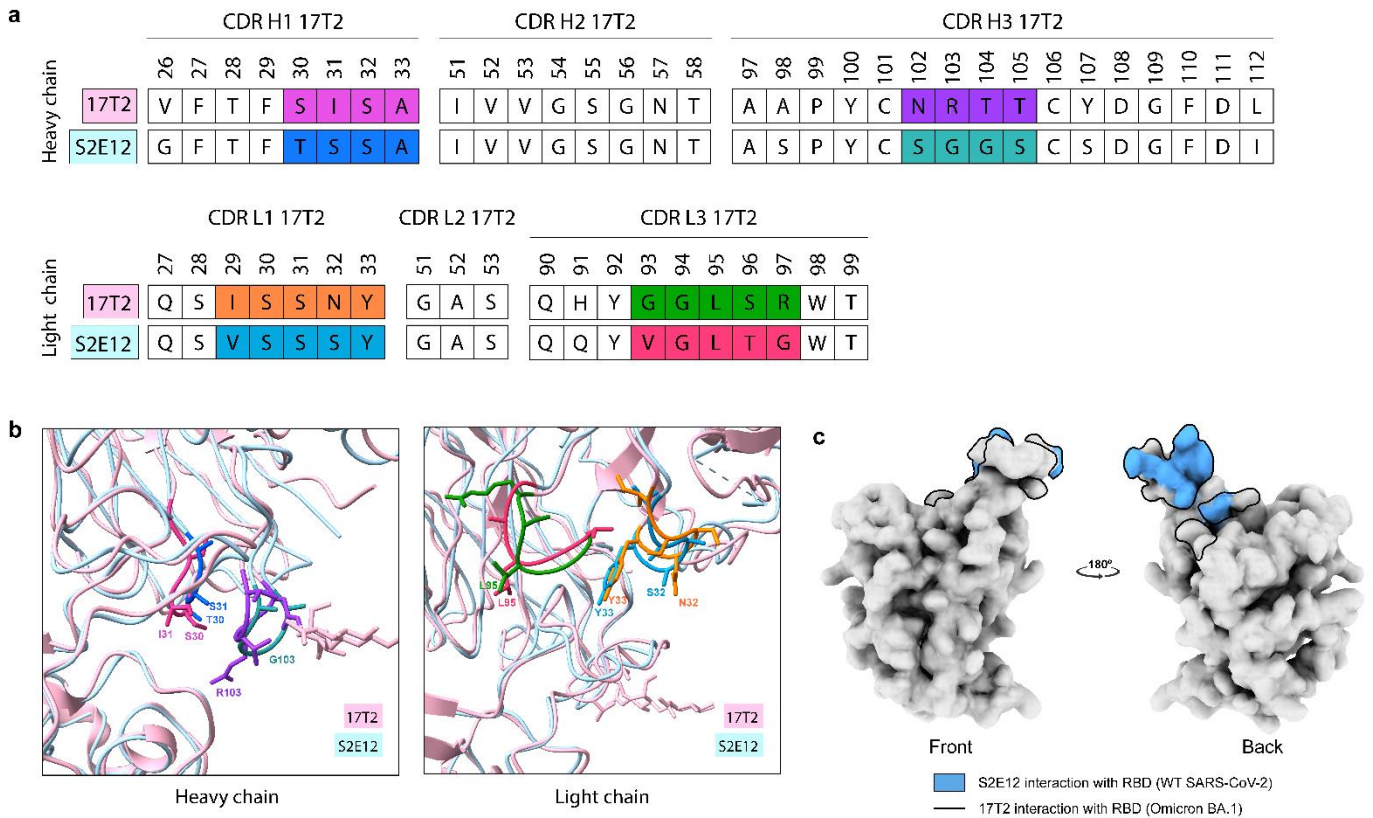 a
CDR H1 17T2 CDR H2 17T2 CDR H3 17T2
Heavy chain
26 27 28 29 30 31 32 33 51 52 53 54 55 56 57 58 97 98 99 100 101 102 103 104 105 106 107 108 109 110 111 112
17T2 V F T F S I S A I V V G S G N T A A P Y C N R T T C Y D G F D L
S2E12 G F T F T S S A I V V G S G N T A S P Y C S G G S C S D G F D I
CDR L1 17T2 CDR L2 17T2 CDR L3 17T2
Light chain
27 28 29 30 31 32 33 51 52 53 90 91 92 93 94 95 96 97 98 99
17T2 Q S I S S N Y G A S Q H Y G G L S R W T
S2E12 Q S V S S S Y G A S Q Q Y V G L T G W T
b
S31
T30
I31 S30
G103
R103
17T2
S2E12
Heavy chain
L95
L95
Y33
Y33
S32
N32
17T2
S2E12
Light chain
c
180º
Front Back
S2E12 interaction with RBD (WT SARS-CoV-2)
17T2 interaction with RBD (Omicron BA.1)